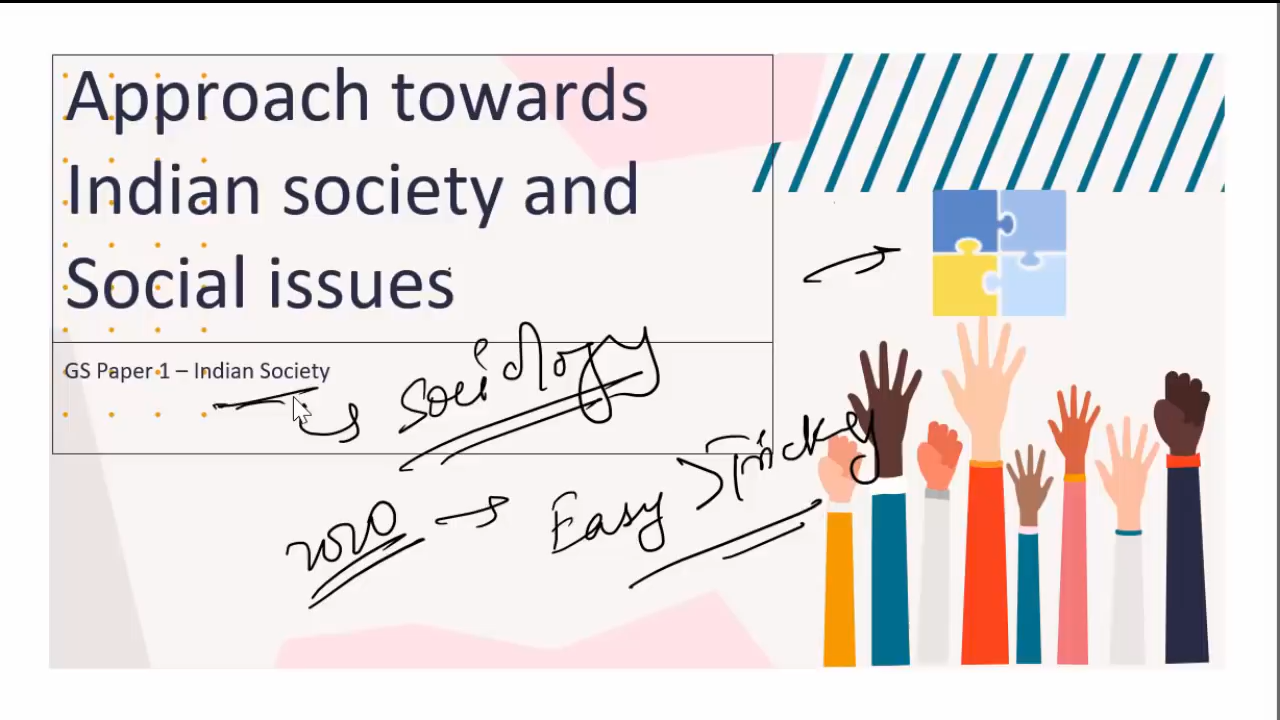 Approach towards
Indian society and
Social issues
GS Paper 1 – Indian Society
Sociology
2020 Easy > Tricky